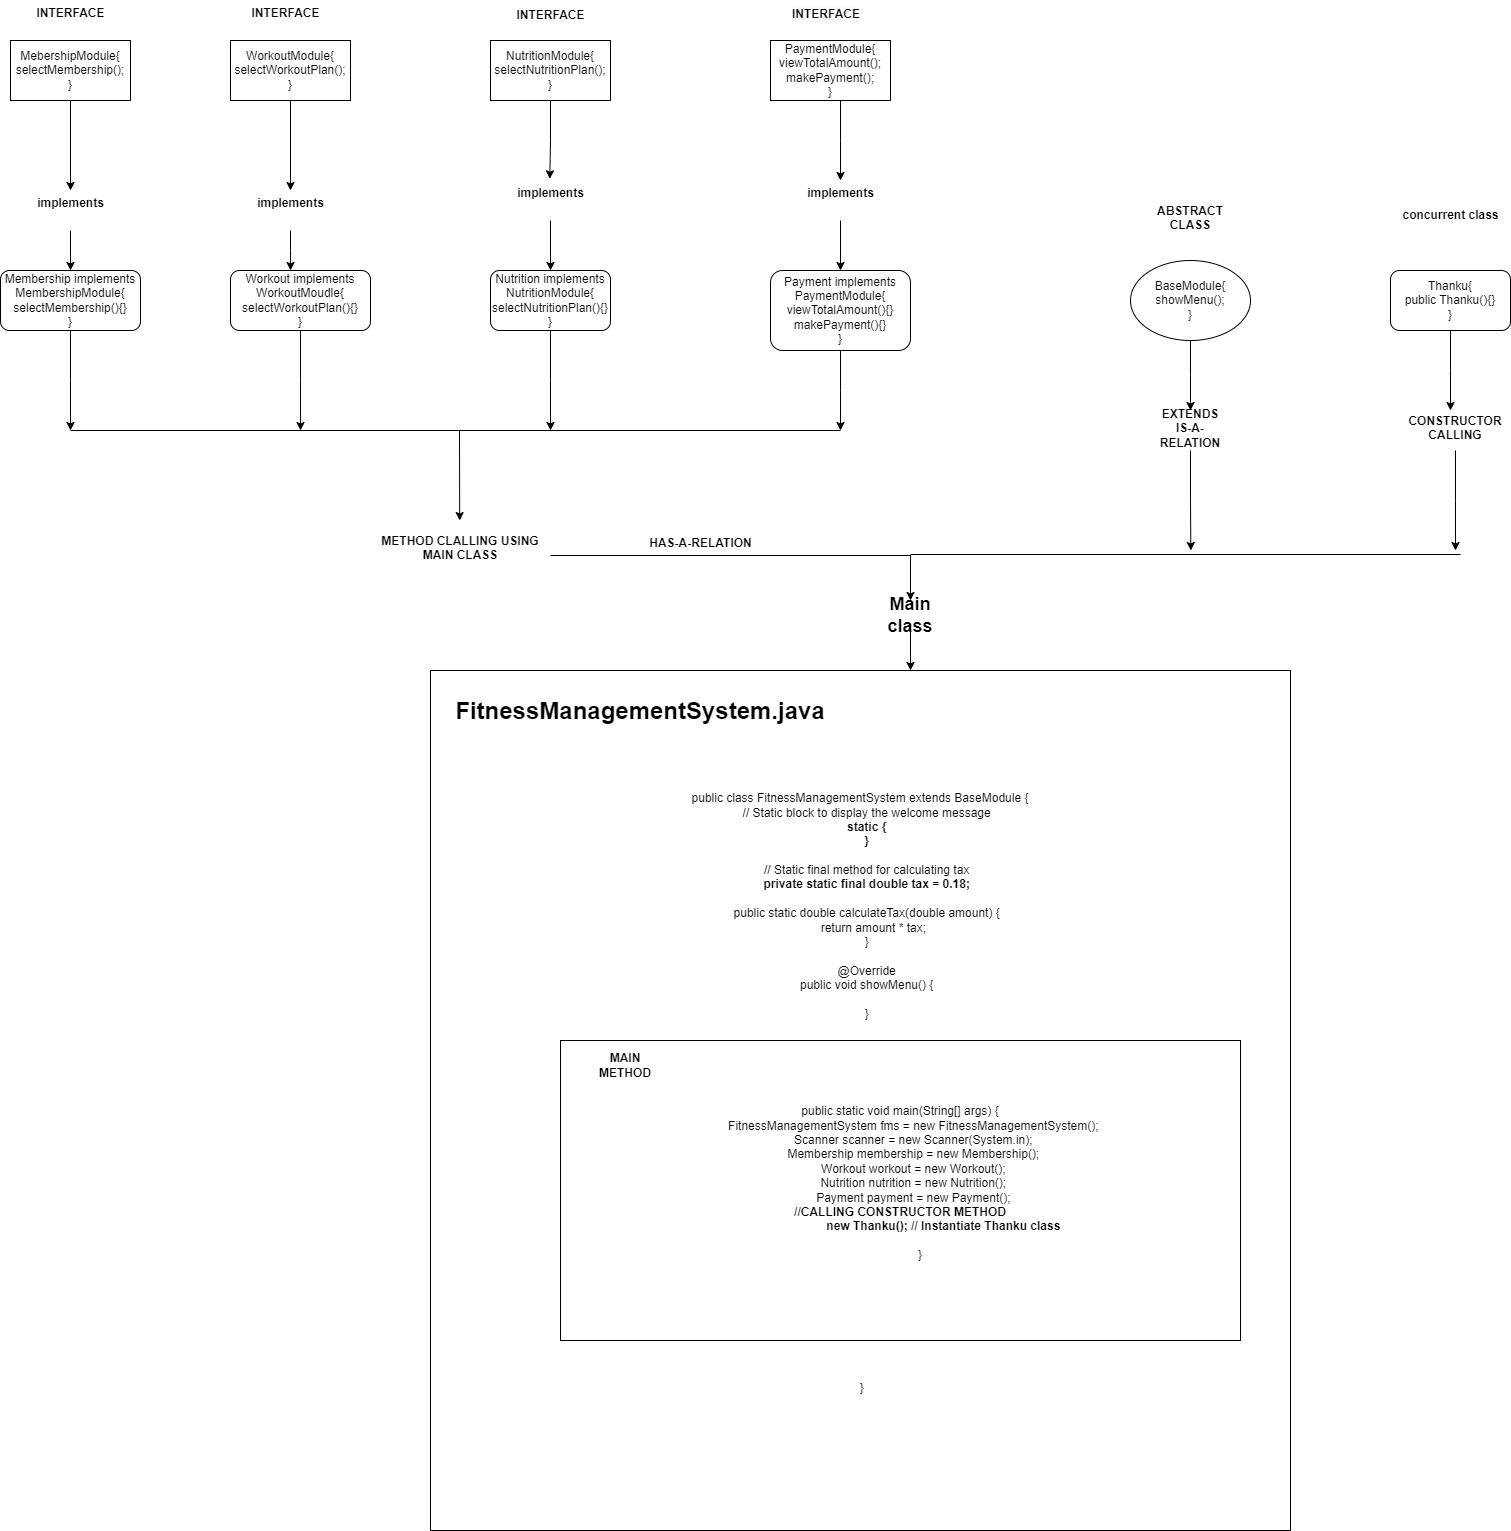 INTERFACE
INTERFACE
INTERFACE
INTERFACE
MebershipModule{
selectMembership();
}
WorkoutModule{
selectWorkoutPlan();
}
NutritionModule{
selectNutritionPlan();
}
PaymentModule{
viewTotalAmount();
makePayment();
}
implements
implements
implements
implements
ABSTRACT
CLASS
concurrent class
Membership implements
MembershipModule{
selectMembership(){}
}
Workout implements
WorkoutMoudle{
selectWorkoutPlan(){}
}
Nutrition implements
NutritionModule{
selectNutritionPlan(){}
}
Payment implements
PaymentModule{
viewTotalAmount(){}
makePayment(){}
}
BaseModule{
showMenu();
}
Thanku{
public Thanku(){}
}
EXTENDS
IS-A-
RELATION
CONSTRUCTOR
CALLING
METHOD CLALLING USING
MAIN CLASS
HAS-A-RELATION
Main
class
FitnessManagementSystem.java
public class FitnessManagementSystem extends BaseModule {
// Static block to display the welcome message
static {
}
// Static final method for calculating tax
private static final double tax = 0.18;
public static double calculateTax(double amount) {
return amount * tax;
}
@Override
public void showMenu() {
}
MAIN
METHOD
public static void main(String[] args) {
FitnessManagementSystem fms = new FitnessManagementSystem();
Scanner scanner = new Scanner(System.in);
Membership membership = new Membership();
Workout workout = new Workout();
Nutrition nutrition = new Nutrition();
Payment payment = new Payment();
//CALLING CONSTRUCTOR METHOD
new Thanku(); // Instantiate Thanku class
}
}